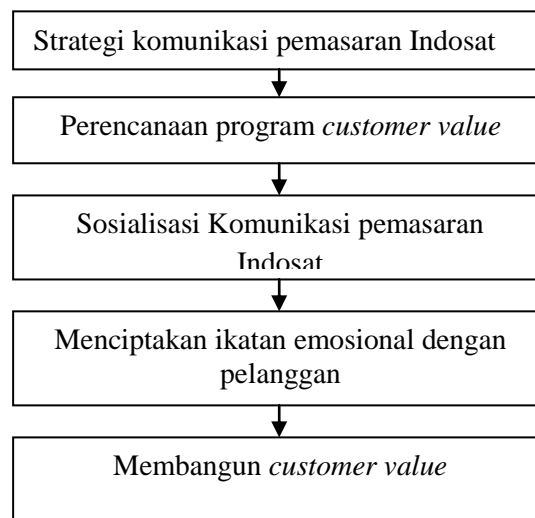 Strategi komunikasi pemasaran Indosat
Perencanaan program customer value
Sosialisasi Komunikasi pemasaran
Indosat
Menciptakan ikatan emosional dengan
pelanggan
Membangun customer value